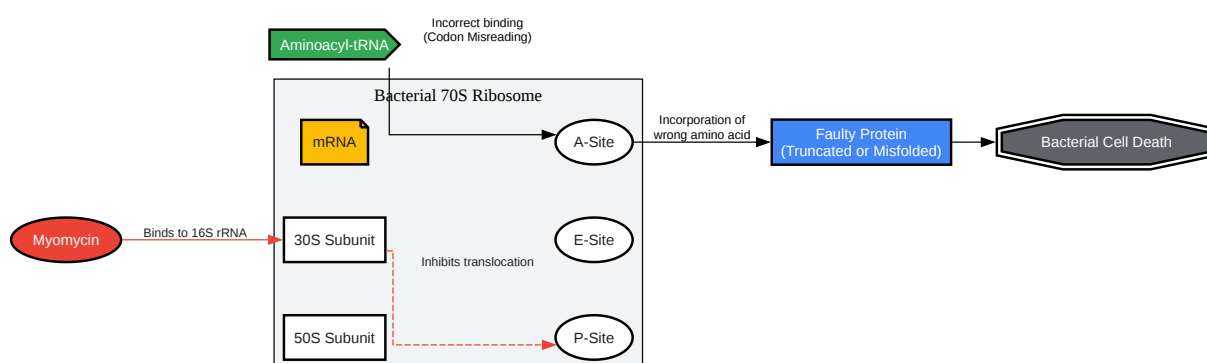 Incorrect binding
(Codon Misreading)
Aminoacyl-tRNA
Bacterial 70S Ribosome
mRNA
A-Site
Incorporation of
wrong amino acid
Faulty Protein
(Truncated or Misfolded)
Bacterial Cell Death
Myomycin
Binds to 16S rRNA
30S Subunit
E-Site
Inhibits translocation
50S Subunit
P-Site